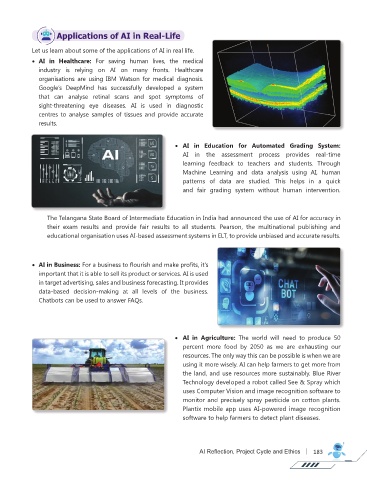 Applications of AI in Real-Life
Let us learn about some of the applications of AI in real life.
• AI in Healthcare: For saving human lives, the medical
industry is relying on AI on many fronts. Healthcare
organisations are using IBM Watson for medical diagnosis.
Google's DeepMind has successfully developed a system
that can analyse retinal scans and spot symptoms of
sight-threatening eye diseases. AI is used in diagnostic
centres to analyse samples of tissues and provide accurate
results.
AI
• AI in Education for Automated Grading System:
AI in the assessment process provides real-time
learning feedback to teachers and students. Through
Machine Learning and data analysis using AI, human
patterns of data are studied. This helps in a quick
and fair grading system without human intervention.
The Telangana State Board of Intermediate Education in India had announced the use of AI for accuracy in
their exam results and provide fair results to all students. Pearson, the multinational publishing and
educational organisation uses AI-based assessment systems in ELT, to provide unbiased and accurate results.
• AI in Business: For a business to flourish and make profits, it's
important that it is able to sell its product or services. AI is used
in target advertising, sales and business forecasting. It provides
data-based decision-making at all levels of the business.
Chatbots can be used to answer FAQs.
CHAT
BOT
• AI in Agriculture: The world will need to produce 50
percent more food by 2050 as we are exhausting our
resources. The only way this can be possible is when we are
using it more wisely. AI can help farmers to get more from
the land, and use resources more sustainably. Blue River
Technology developed a robot called See & Spray which
uses Computer Vision and image recognition software to
monitor and precisely spray pesticide on cotton plants.
Plantix mobile app uses AI-powered image recognition
software to help farmers to detect plant diseases.
AI Reflection, Project Cycle and Ethics | 183